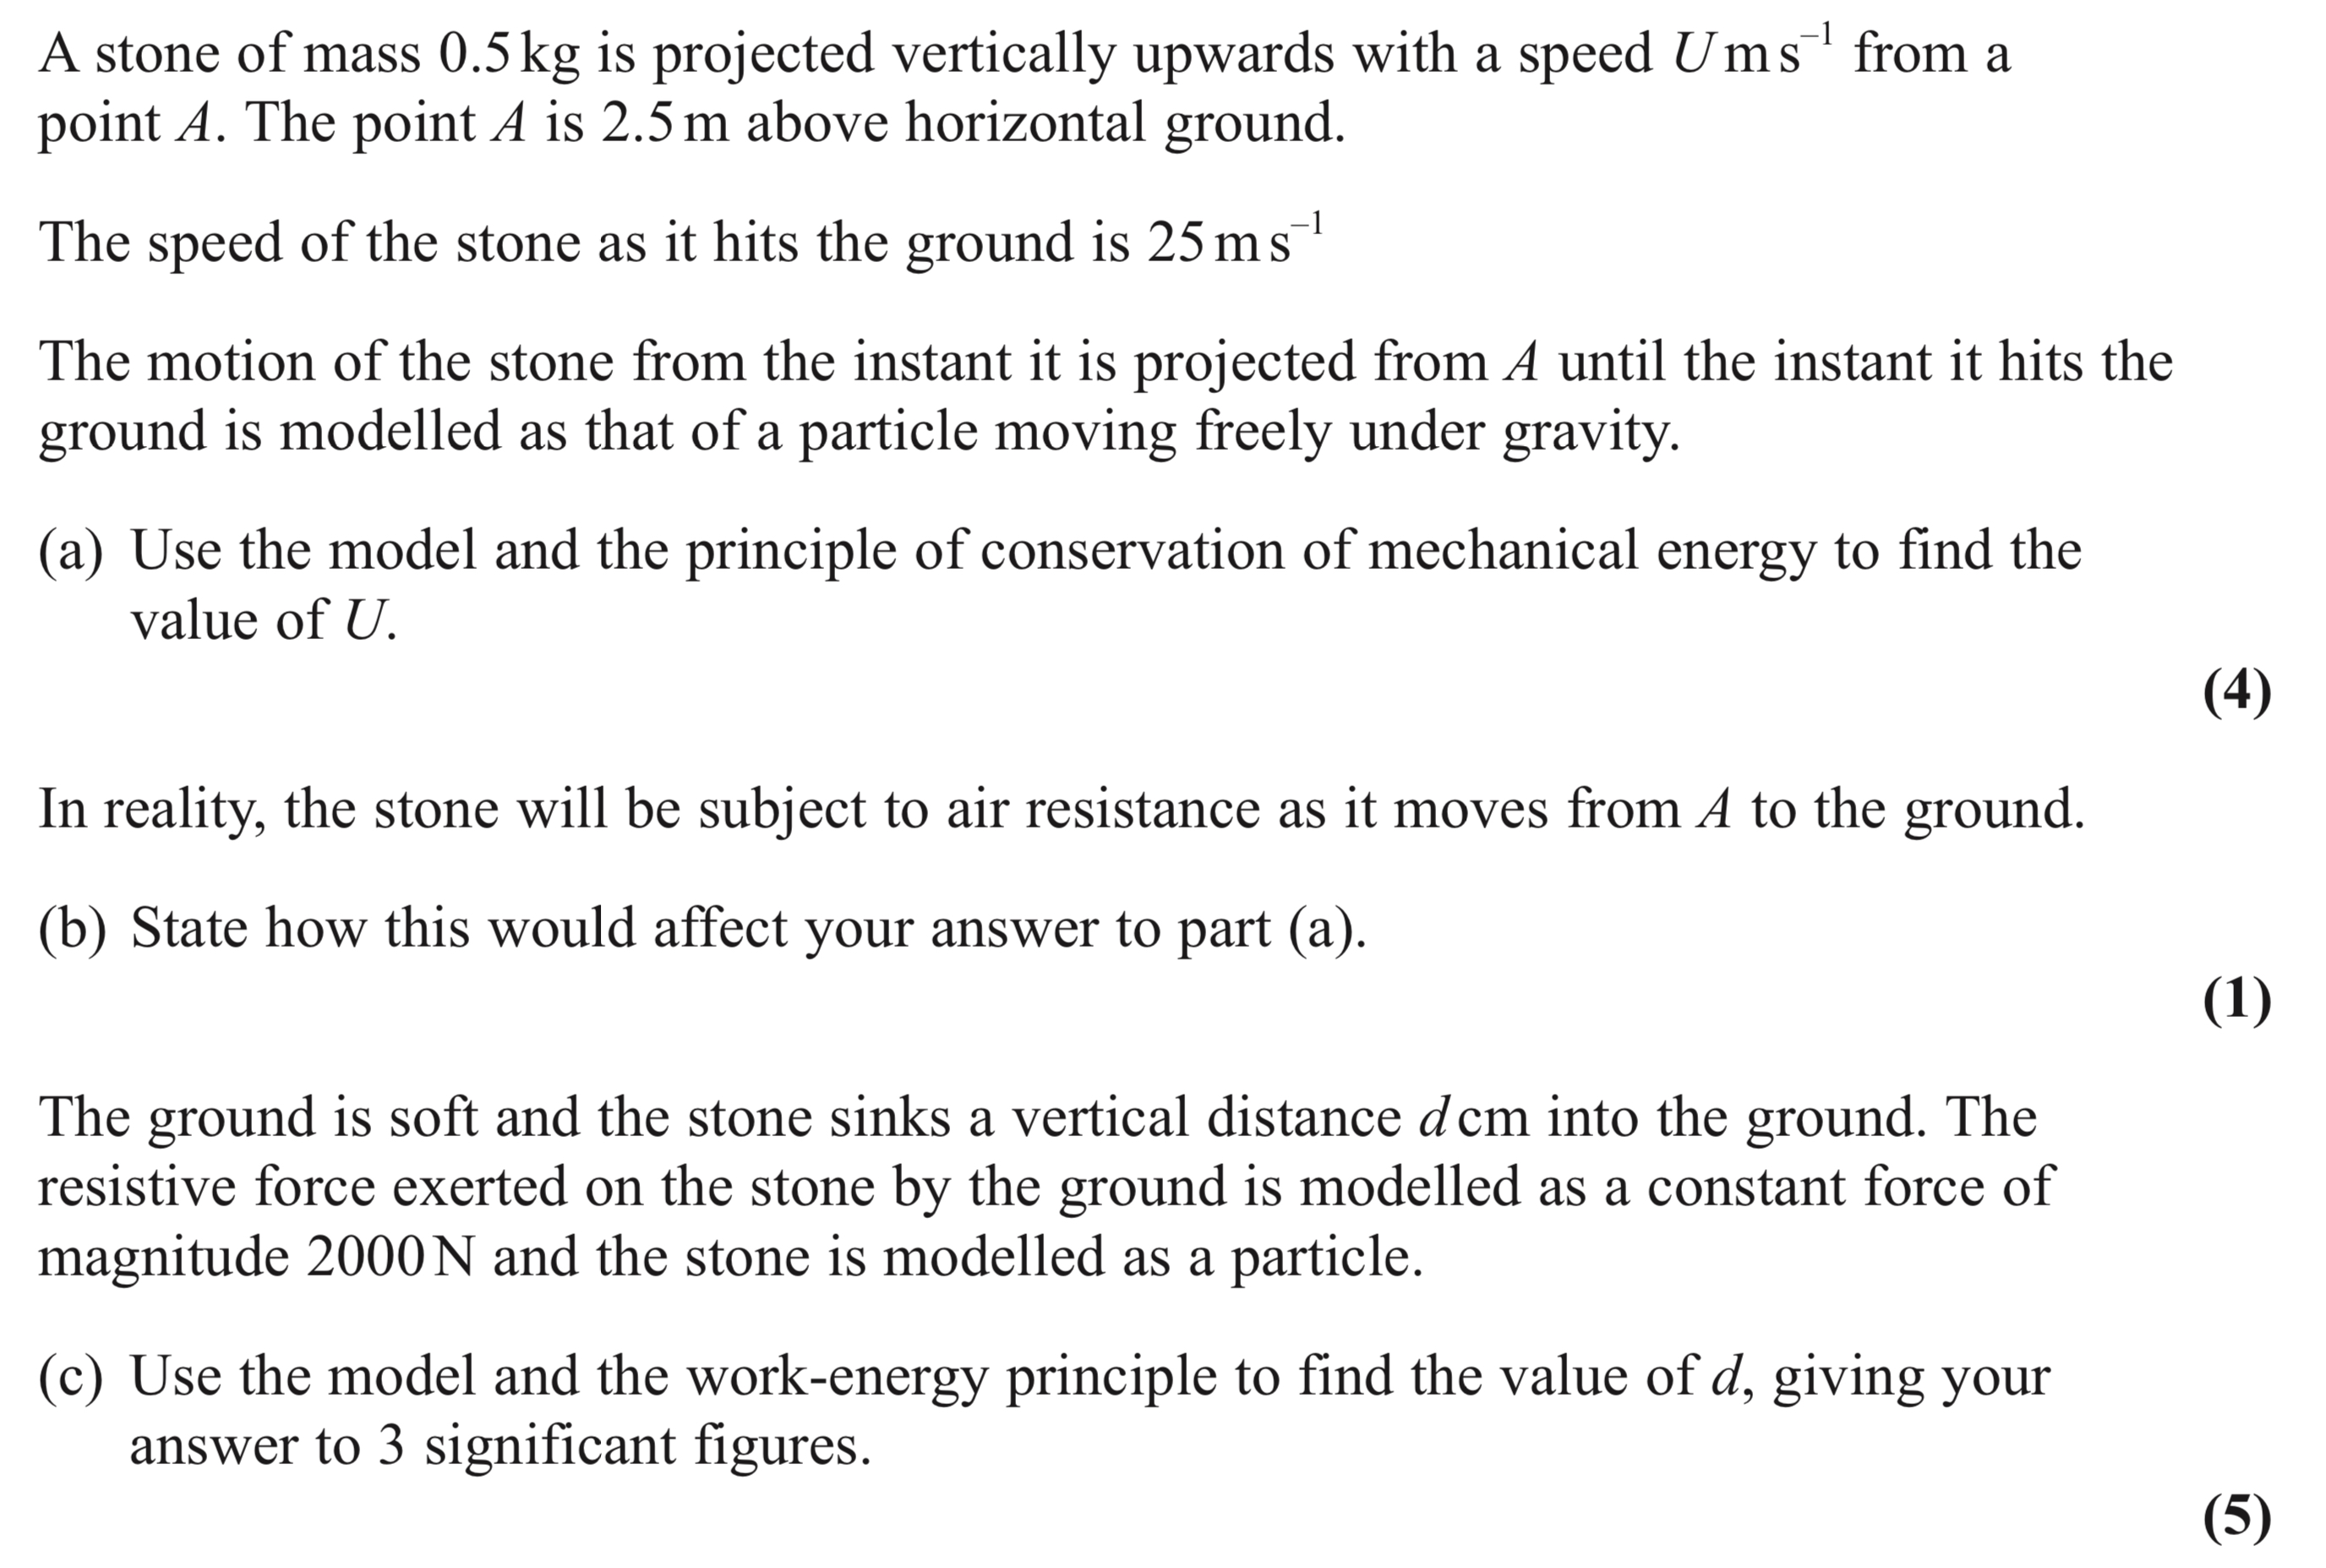 A stone of mass 0.5 kg is projected vertically upwards with a speed U m s⁻¹ from a
point A. The point A is 2.5 m above horizontal ground.
The speed of the stone as it hits the ground is 25 m s⁻¹
The motion of the stone from the instant it is projected from A until the instant it hits the
ground is modelled as that of a particle moving freely under gravity.
(a) Use the model and the principle of conservation of mechanical energy to find the
value of U.
(4)
In reality, the stone will be subject to air resistance as it moves from A to the ground.
(b) State how this would affect your answer to part (a).
(1)
The ground is soft and the stone sinks a vertical distance d cm into the ground. The
resistive force exerted on the stone by the ground is modelled as a constant force of
magnitude 2000 N and the stone is modelled as a particle.
(c) Use the model and the work-energy principle to find the value of d, giving your
answer to 3 significant figures.
(5)